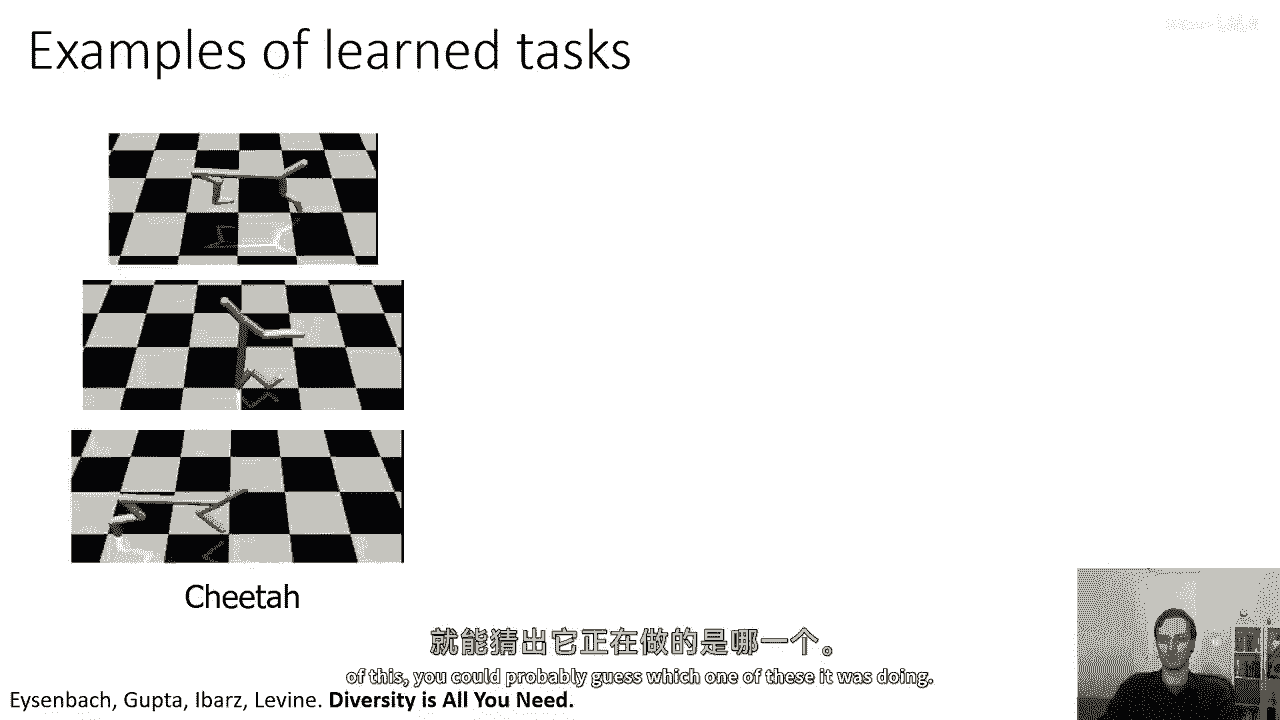 Examples of learned tasks
Cheetah
就能猜出它正在做的是哪一个。
of this, you could probably guess which one of these it was doing.
Eysenbach, Gupta, Ibarz, Levine. Diversity is All You Need.